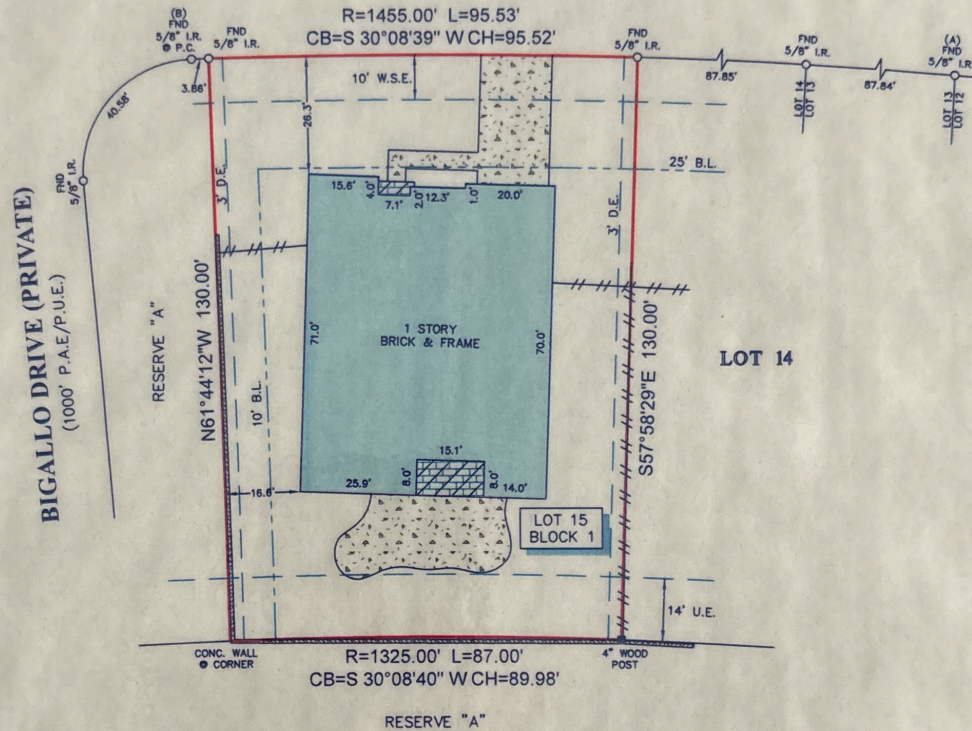 R=1455.00' L=95.53'
CB=S 30°08'39" W CH=95.52'
(B)
FND
5/8" I.R.
@ P.C.
FND
5/8" I.R.
FND
5/8" I.R.
FND
5/8" I.R.
(A)
FND
5/8" I.R.
3.86'
40.58'
87.85'
87.84'
LOT 14
LOT 13
LOT 13
LOT 12
10' W.S.E.
26.3'
25' B.L.
FND
5/8" I.R.
3' D.E.
3' D.E.
15.6'
4.0'
7.1'
2.0'
12.3'
1.0'
20.0'
BIGALLO DRIVE (PRIVATE)
(1000' P.A.E/P.U.E.)
RESERVE "A"
N61°44'12"W 130.00'
10' B.L.
71.0'
1 STORY
BRICK & FRAME
70.0'
S57°58'29"E 130.00'
LOT 14
15.1'
8.0'
8.0'
25.9'
14.0'
16.6'
LOT 15
BLOCK 1
14' U.E.
CONC. WALL
@ CORNER
R=1325.00' L=87.00'
CB=S 30°08'40" W CH=89.98'
4" WOOD
POST
RESERVE "A"